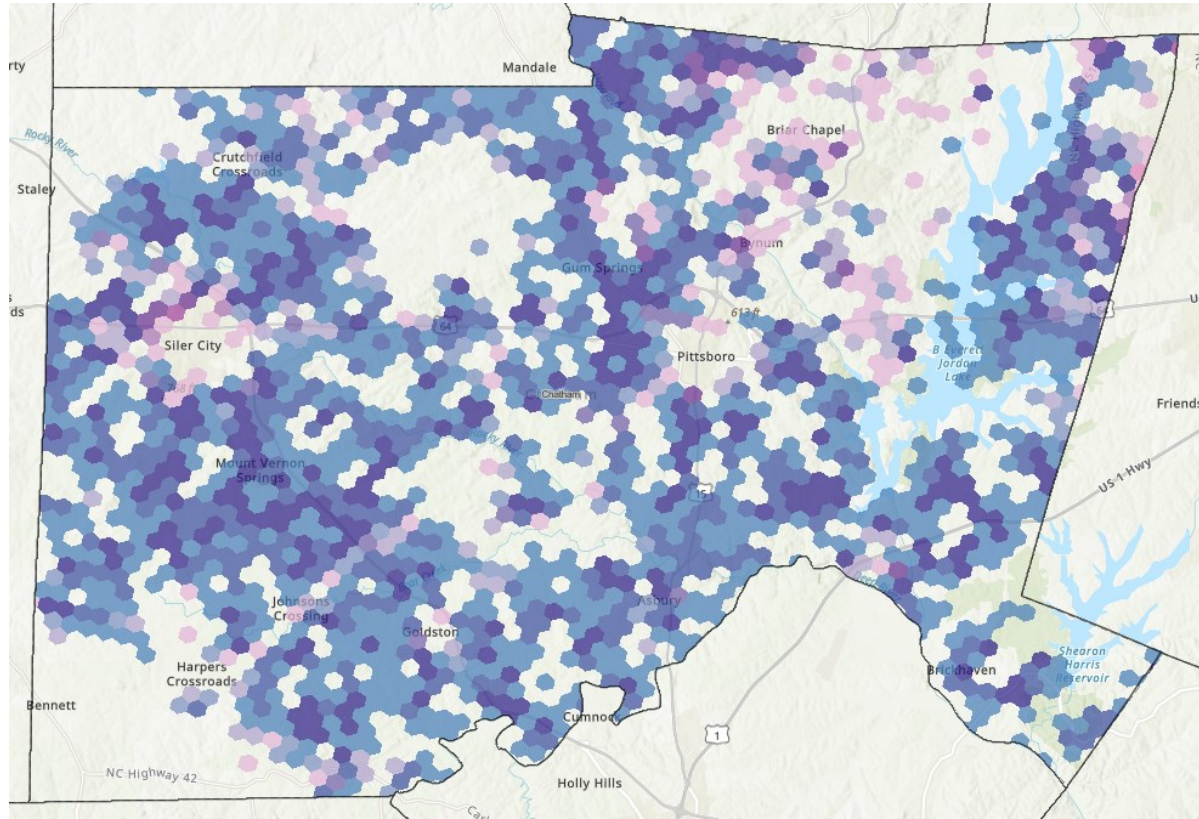 rty
Mandale
Rocky River
Crutchfield
Crossroads
Briar Chapel
Staley
Bynum
Gum Springs
ds
64
613 ft
64
Siler City
Pittsboro
B Everett
Jordan
Lake
Chatham
Friends
Mount Vernon
Springs
US 1 Hwy
15
Johnsons
Crossing
Asbury
Goldston
Harpers
Crossroads
Brickhaven
Shearon
Harris
Reservoir
Bennett
Cumnock
1
NC Highway 42
Holly Hills